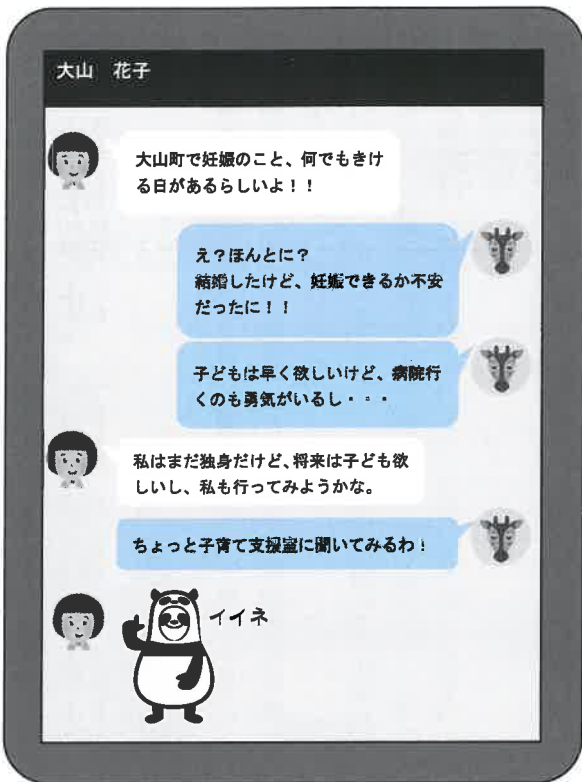 大山　花子
大山町で妊娠のこと、何でもきけ
る日があるらしいよ！！
え？ほんとに？
結婚したけど、妊娠できるか不安
だったに！！
子どもは早く欲しいけど、病院行
くのも勇気がいるし・・・
私はまだ独身だけど、将来は子ども欲
しいし、私も行ってみようかな。
ちょっと子育て支援室に聞いてみるわ！
イイネ